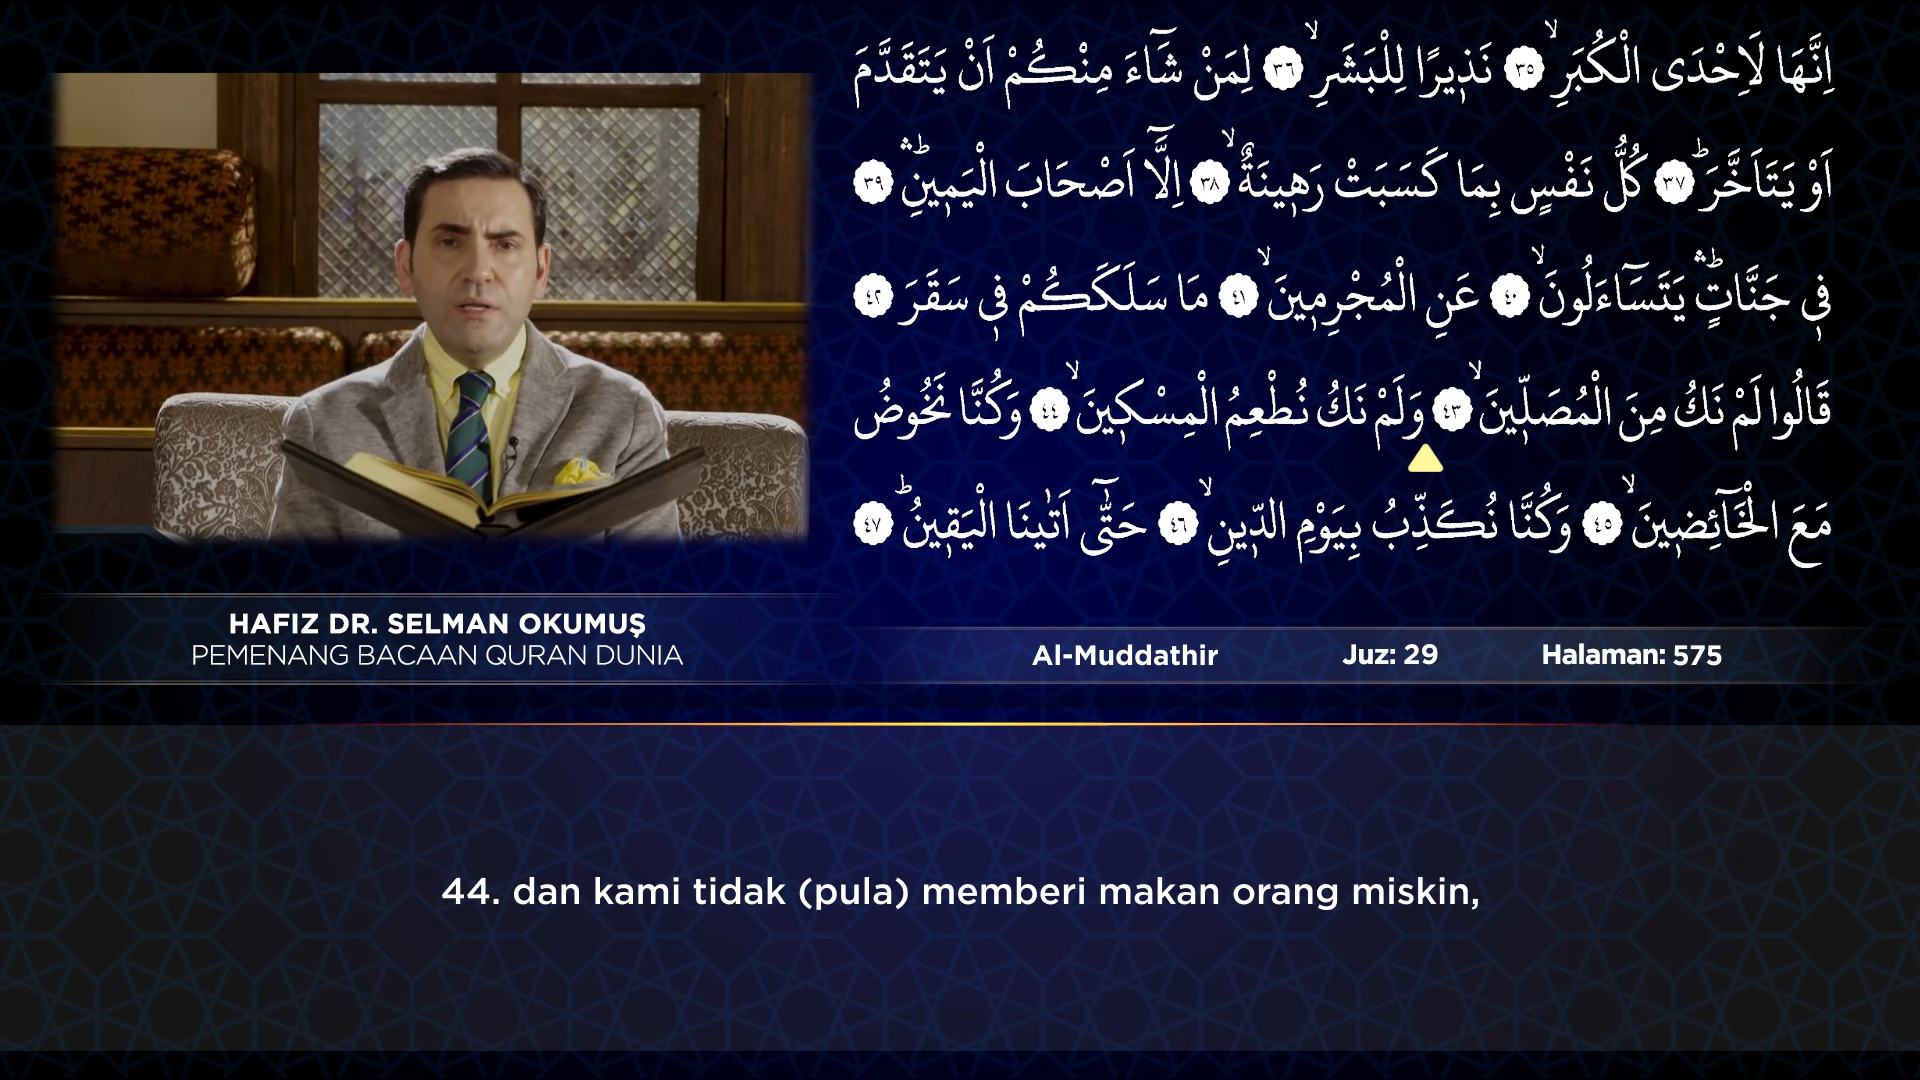 اِنَّهَا لَاِحْدَى الْكُبَرِۙ ﴿٣٥﴾ نَذ۪يرًا لِلْبَشَرِۙ ﴿٣٦﴾ لِمَنْ شَٓاءَ مِنْكُمْ اَنْ يَتَقَدَّمَ
اَوْ يَتَاَخَّرَۜ ﴿٣٧﴾ كُلُّ نَفْسٍ بِمَا كَسَبَتْ رَه۪ينَةٌۙ ﴿٣٨﴾ اِلَّٓا اَصْحَابَ الْيَم۪ينِۜۛ ﴿٣٩﴾
ف۪ي جَنَّاتٍۜۛ يَتَسَٓاءَلُونَۙ ﴿٤٠﴾ عَنِ الْمُجْرِم۪ينَۙ ﴿٤١﴾ مَا سَلَكَكُمْ ف۪ي سَقَرَ ﴿٤٢﴾
قَالُوا لَمْ نَكُ مِنَ الْمُصَلّ۪ينَۙ ﴿٤٣﴾ وَلَمْ نَكُ نُطْعِمُ الْمِسْك۪ينَۙ ﴿٤٤﴾ وَكُنَّا نَخُوضُ
مَعَ الْخَٓائِض۪ينَۙ ﴿٤٥﴾ وَكُنَّا نُكَذِّبُ بِيَوْمِ الدّ۪ينِۙ ﴿٤٦﴾ حَتّٰٓى اَتٰينَا الْيَق۪ينُۜ ﴿٤٧﴾
HAFIZ DR. SELMAN OKUMUŞ
PEMENANG BACAAN QURAN DUNIA
Al-Muddathir Juz: 29 Halaman: 575
44. dan kami tidak (pula) memberi makan orang miskin,